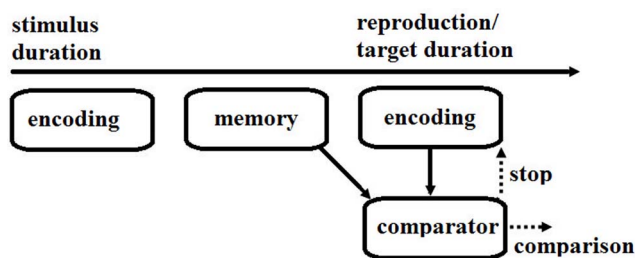 stimulus
duration
reproduction/
target duration
encoding
memory
encoding
stop
comparator
comparison